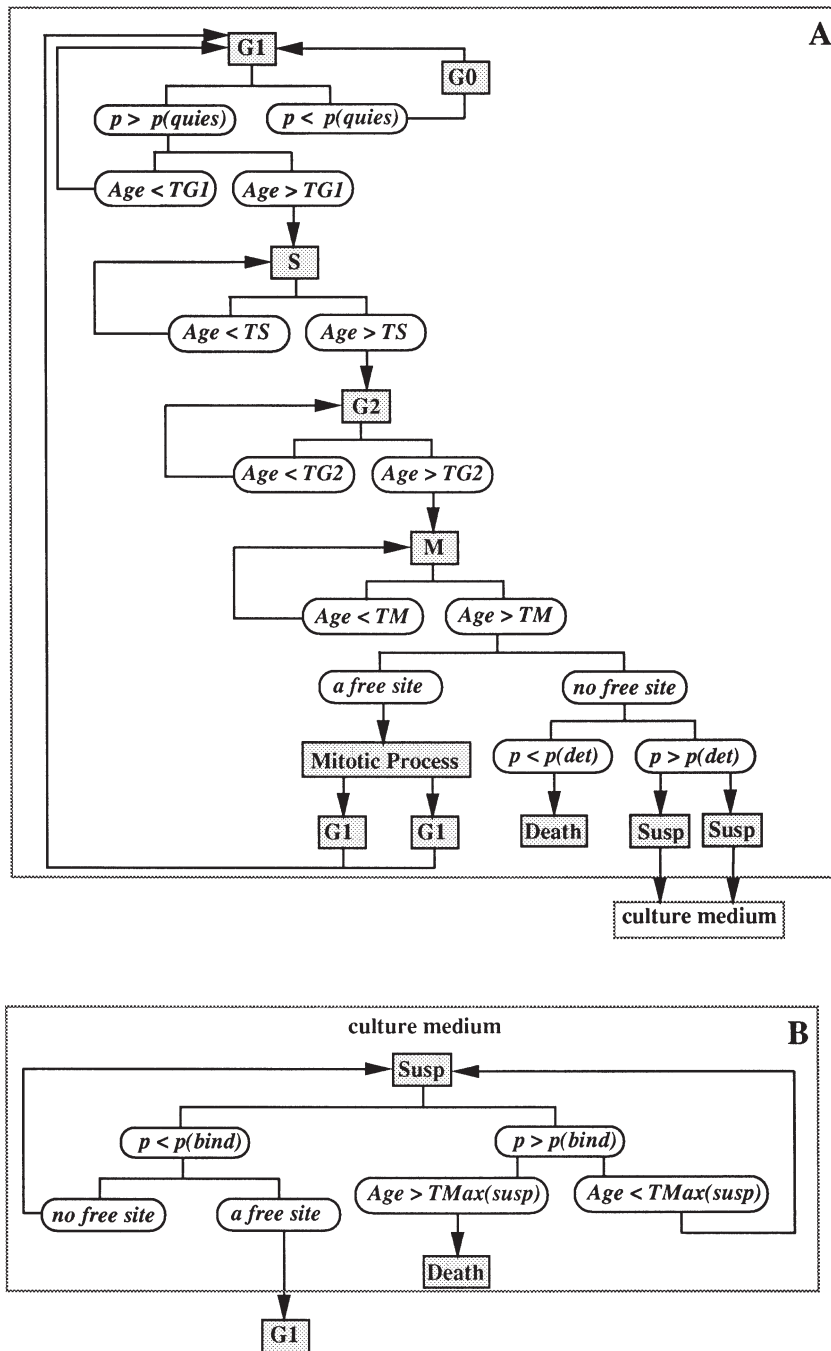 A
G1
G0
p > p(quies)
p < p(quies)
Age < TG1
Age > TG1
S
Age < TS
Age > TS
G2
Age < TG2
Age > TG2
M
Age < TM
Age > TM
a free site
no free site
Mitotic Process
p < p(det)
p > p(det)
G1
G1
Death
Susp
Susp
culture medium
culture medium
B
Susp
p < p(bind)
p > p(bind)
no free site
a free site
Age > TMax(susp)
Age < TMax(susp)
Death
G1